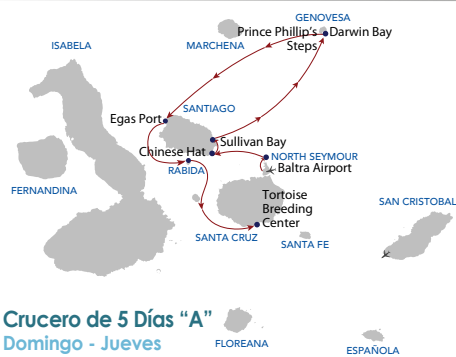 GENOVESA
Prince Phillip's Darwin Bay
Steps
ISABELA
MARCHENA
SANTIAGO
Egas Port
Sullivan Bay
Chinese Hat
NORTH SEYMOUR
RABIDA
Baltra Airport
FERNANDINA
Tortoise
Breeding
Center
SAN CRISTOBAL
SANTA CRUZ
SANTA FE
Crucero de 5 Días “A”
Domingo - Jueves
FLOREANA
ESPAÑOLA